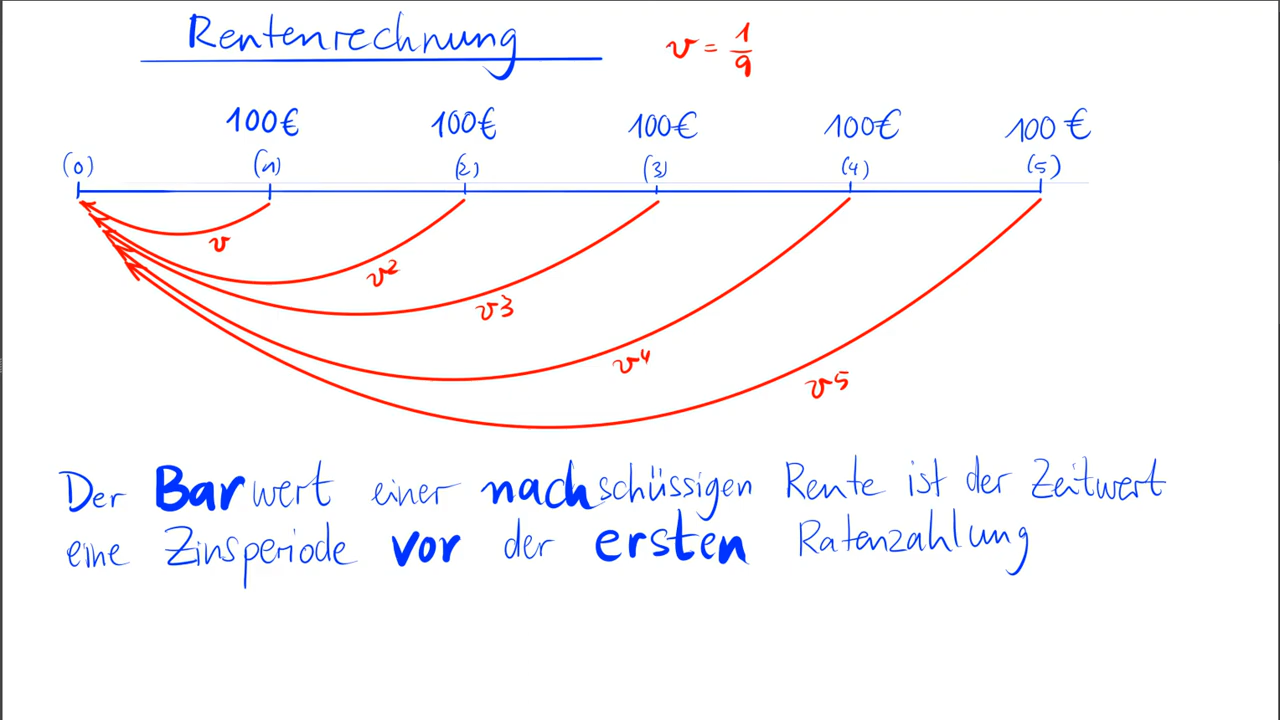 Rentenrechnung
v = 1/q
100€ 100€ 100€ 100€ 100€
(0) (1) (2) (3) (4) (5)
v
v²
v³
v⁴
v⁵
Der Barwert einer nachschüssigen Rente ist der Zeitwert
eine Zinsperiode vor der ersten Ratenzahlung